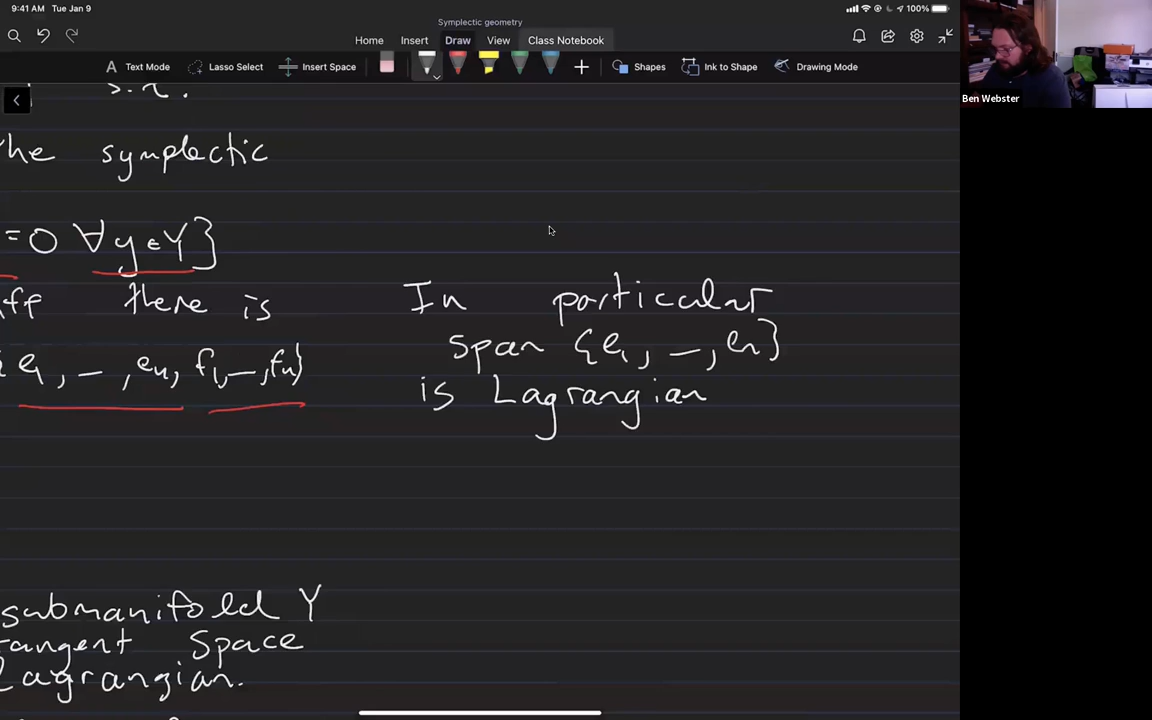 9:41 AM Tue Jan 9
100%
Symplectic geometry
Home Insert Draw View Class Notebook
Text Mode Lasso Select Insert Space Shapes Ink to Shape Drawing Mode
Ben Webster
s.t.
the symplectic
=0 ∀ y ∈ Y}
iff there is
e₁, _, eₙ, f₁, _, fₙ}
In particular
span {e₁, _, eₙ}
is Lagrangian
submanifold Y
tangent Space
Lagrangian.